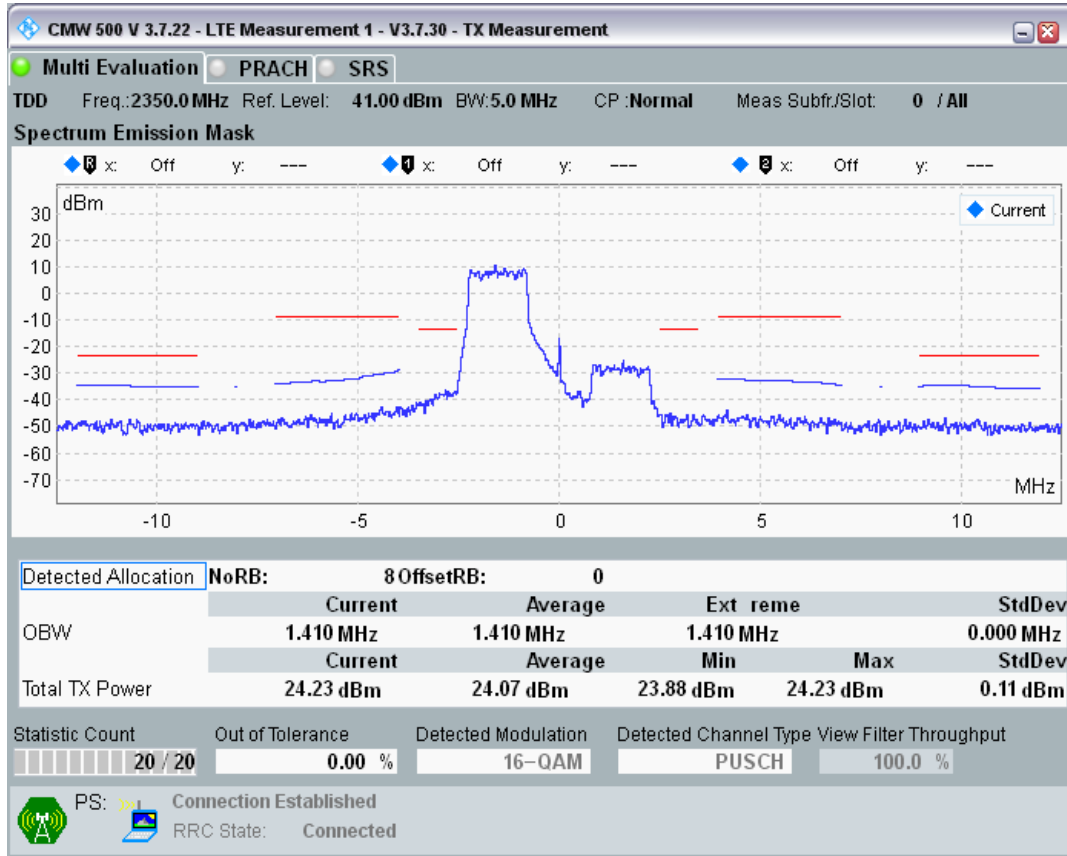 CMW 500 V 3.7.22 - LTE Measurement 1 - V3.7.30 - TX Measurement
Multi Evaluation PRACH SRS
TDD Freq.:2350.0 MHz Ref. Level: 41.00 dBm BW:5.0 MHz CP :Normal Meas Subfr./Slot: 0 / All
Spectrum Emission Mask
R x: Off y: --- 1 x: Off y: --- 2 x: Off y: ---
dBm
Current
30
20
10
0
-10
-20
-30
-40
-50
-60
-70
MHz
-10 -5 0 5 10
Detected Allocation NoRB: 8 OffsetRB: 0
Current Average Ext reme StdDev
OBW 1.410 MHz 1.410 MHz 1.410 MHz 0.000 MHz
Current Average Min Max StdDev
Total TX Power 24.23 dBm 24.07 dBm 23.88 dBm 24.23 dBm 0.11 dBm
Statistic Count Out of Tolerance Detected Modulation Detected Channel Type View Filter Throughput
20 / 20 0.00 % 16-QAM PUSCH 100.0 %
PS: Connection Established
RRC State: Connected